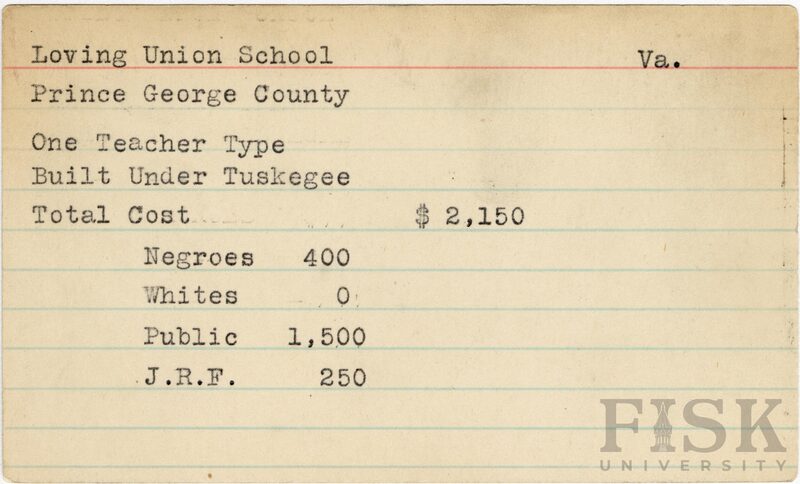 Loving Union School Va.
Prince George County
One Teacher Type
Built Under Tuskegee
Total Cost $ 2,150
Negroes 400
Whites 0
Public 1,500
J.R.F. 250
FISK
UNIVERSITY